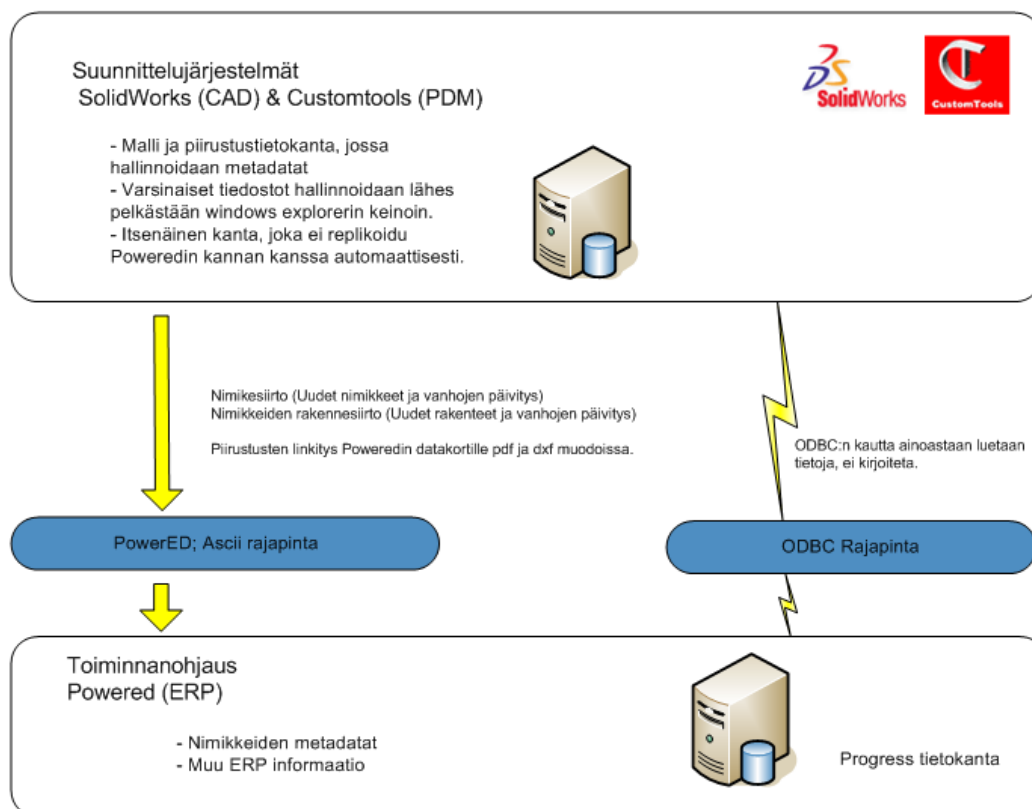 Suunnittelujärjestelmät
SolidWorks (CAD) & Customtools (PDM)
SolidWorks
CustomTools
- Malli ja piirustustietokanta, jossa
hallinnoidaan metadatat
- Varsinaiset tiedostot hallinnoidaan lähes
pelkästään windows explorerin keinoin.
- Itsenäinen kanta, joka ei replikoidu
Poweredin kannan kanssa automaattisesti.
Nimikesiirto (Uudet nimikkeet ja vanhojen päivitys)
Nimikkeiden rakennesiirto (Uudet rakenteet ja vanhojen päivitys)
Piirustusten linkitys Poweredin datakortille pdf ja dxf muodoissa.
ODBC:n kautta ainoastaan luetaan
tietoja, ei kirjoiteta.
PowerED; Ascii rajapinta
ODBC Rajapinta
Toiminnanohjaus
Powered (ERP)
- Nimikkeiden metadatat
- Muu ERP informaatio
Progress tietokanta